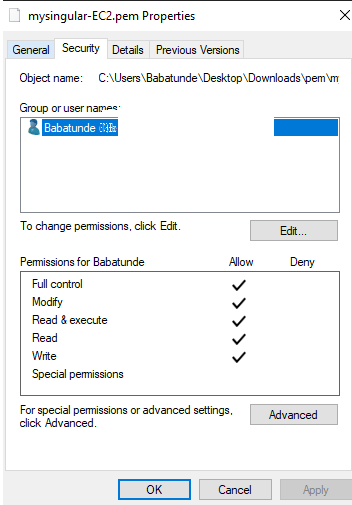 mysingular-EC2.pem Properties
General Security Details Previous Versions
Object name: C:\Users\Babatunde\Desktop\Downloads\pem\my
Group or user names:
Babatunde
To change permissions, click Edit.
Edit...
Permissions for Babatunde Allow Deny
Full control
Modify
Read & execute
Read
Write
Special permissions
For special permissions or advanced settings,
click Advanced.
Advanced
OK Cancel Apply